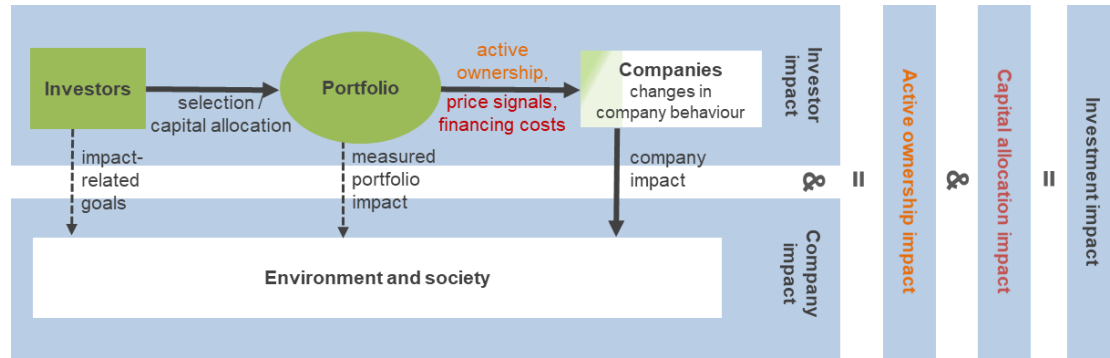 Investors
selection /
capital allocation
Portfolio
active
ownership,
price signals,
financing costs
Companies
changes in
company behaviour
impact-
related
goals
measured
portfolio
impact
company
impact
Environment and society
Investor
impact
&
Company
impact
=
Active ownership impact
&
Capital allocation impact
=
Investment impact